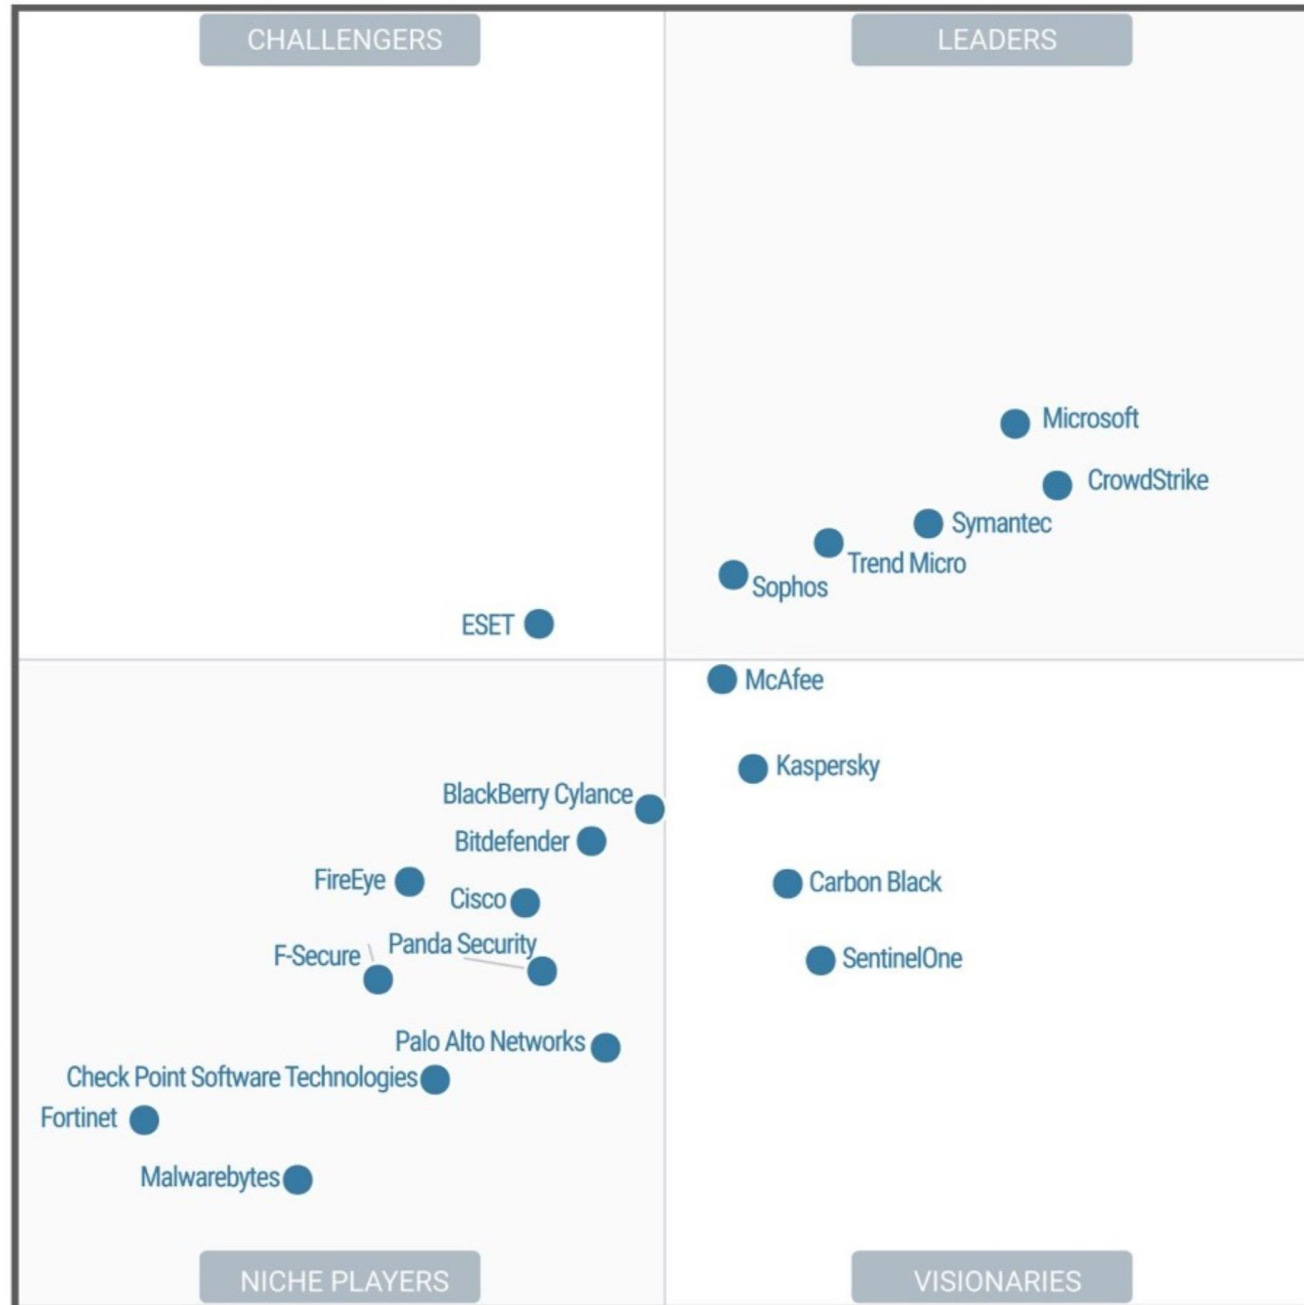 CHALLENGERS
LEADERS
Microsoft
CrowdStrike
Symantec
Trend Micro
Sophos
ESET
McAfee
Kaspersky
BlackBerry Cylance
Bitdefender
FireEye
Carbon Black
Cisco
Panda Security
F-Secure
SentinelOne
Palo Alto Networks
Check Point Software Technologies
Fortinet
Malwarebytes
NICHE PLAYERS
VISIONARIES